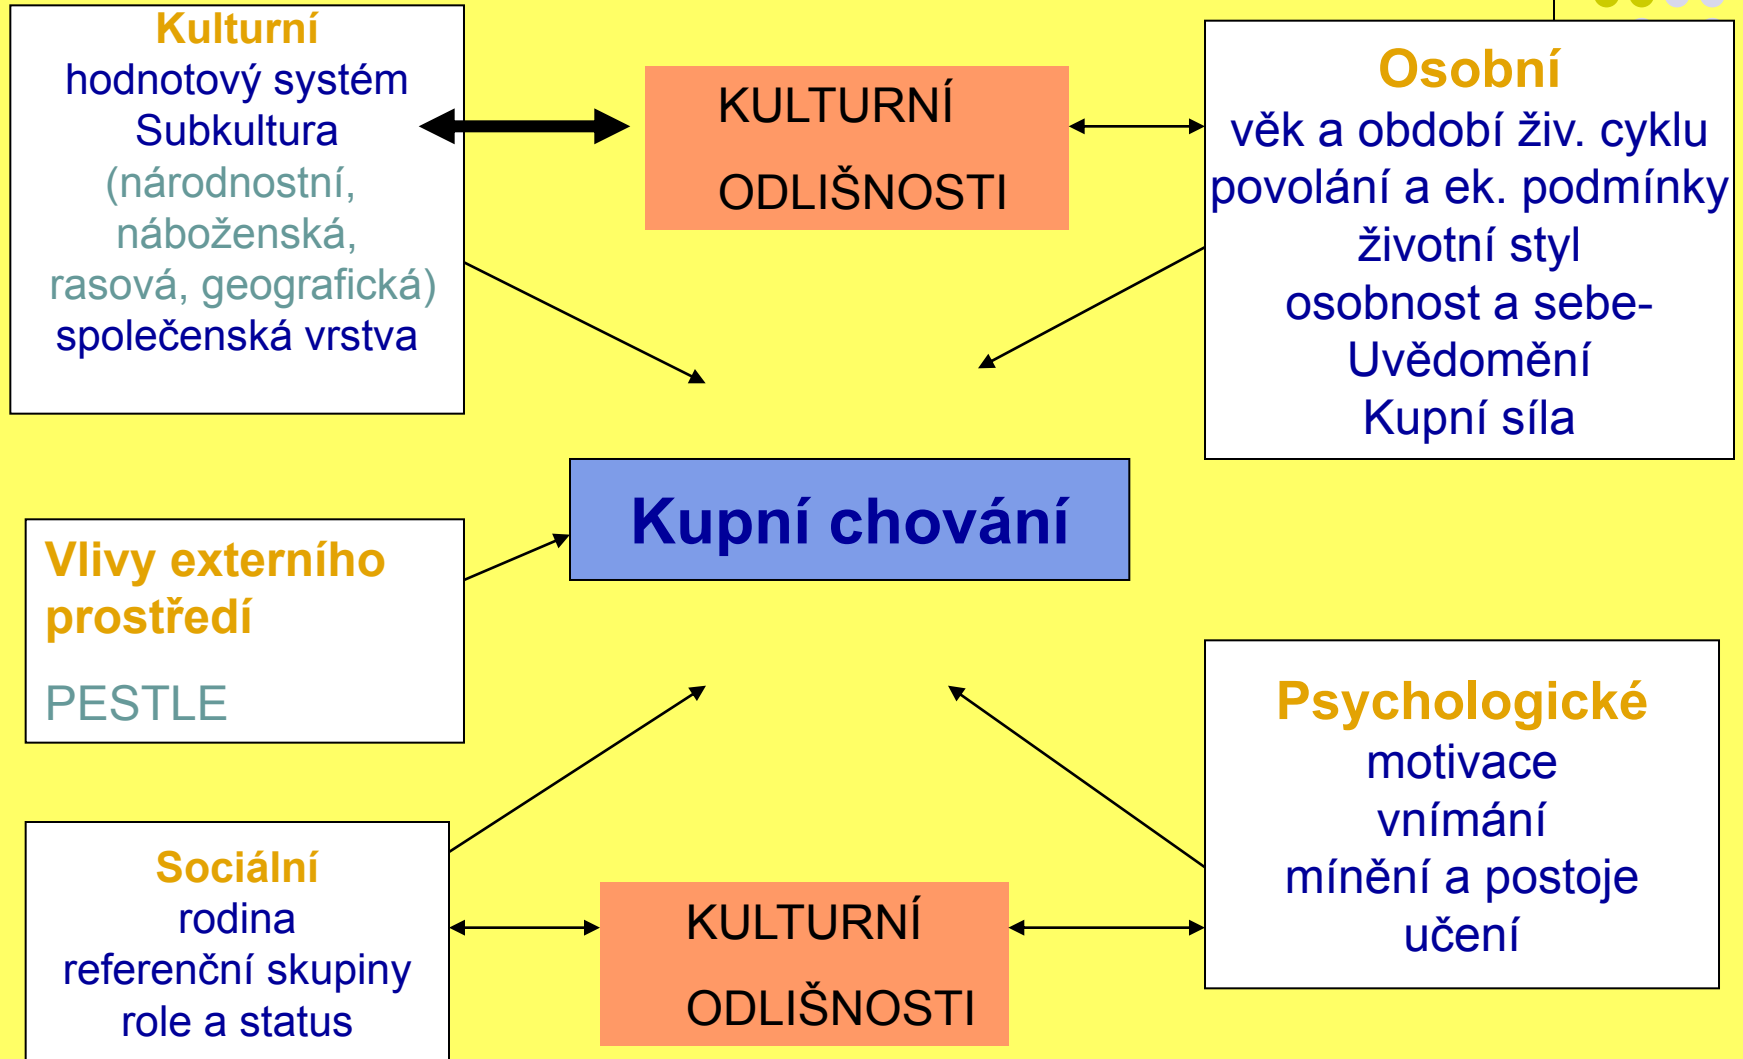 Kulturní
hodnotový systém
Subkultura
(národnostní,
náboženská,
rasová, geografická)
společenská vrstva
KULTURNÍ
ODLIŠNOSTI
Osobní
věk a období živ. cyklu
povolání a ek. podmínky
životní styl
osobnost a sebe-
Uvědomění
Kupní síla
Kupní chování
Vlivy externího
prostředí
PESTLE
Psychologické
motivace
vnímání
mínění a postoje
učení
Sociální
rodina
referenční skupiny
role a status
KULTURNÍ
ODLIŠNOSTI